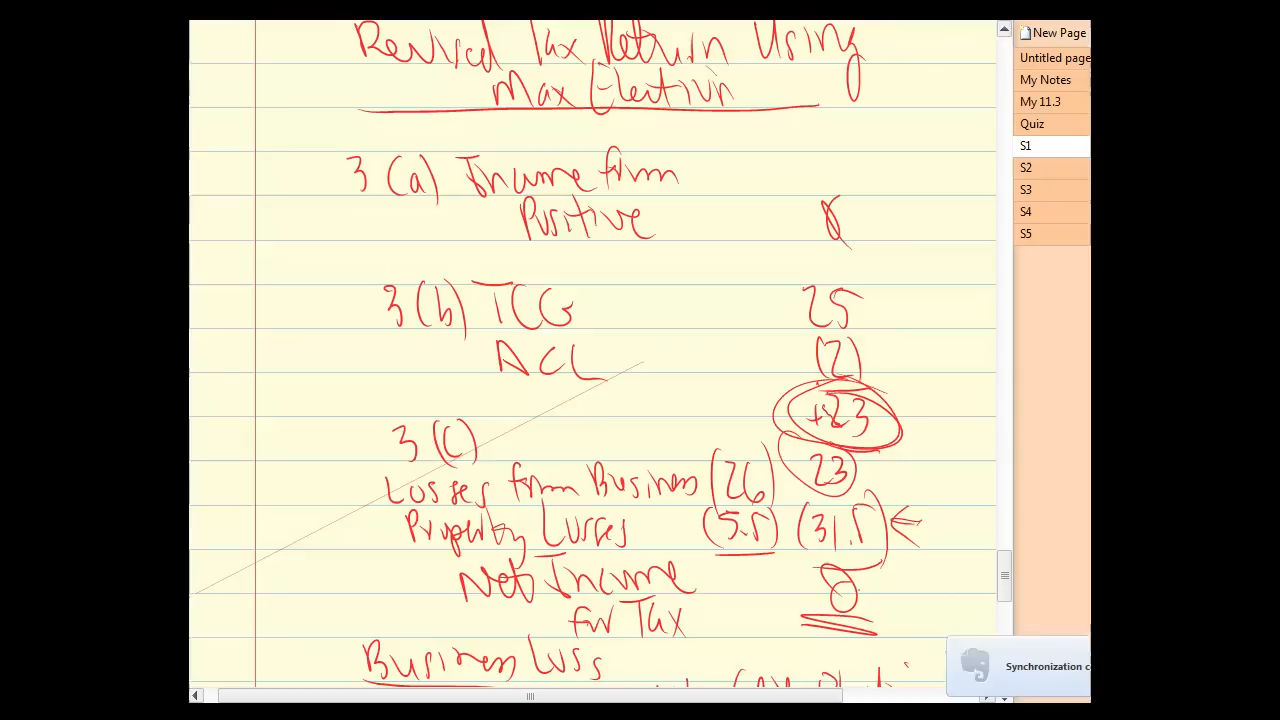 Revised Tax Return Using
Max Election
3 (a) Income from
Positive
3 (b) TCG 25
ACL (2)
+23
3 (C) 23
Losses from Business (26)
Property Losses (5.5) (31.5)
Net Income
for Tax
Business Loss
New Page
Untitled page
My Notes
My 11.3
Quiz
S1
S2
S3
S4
S5
Synchronization c